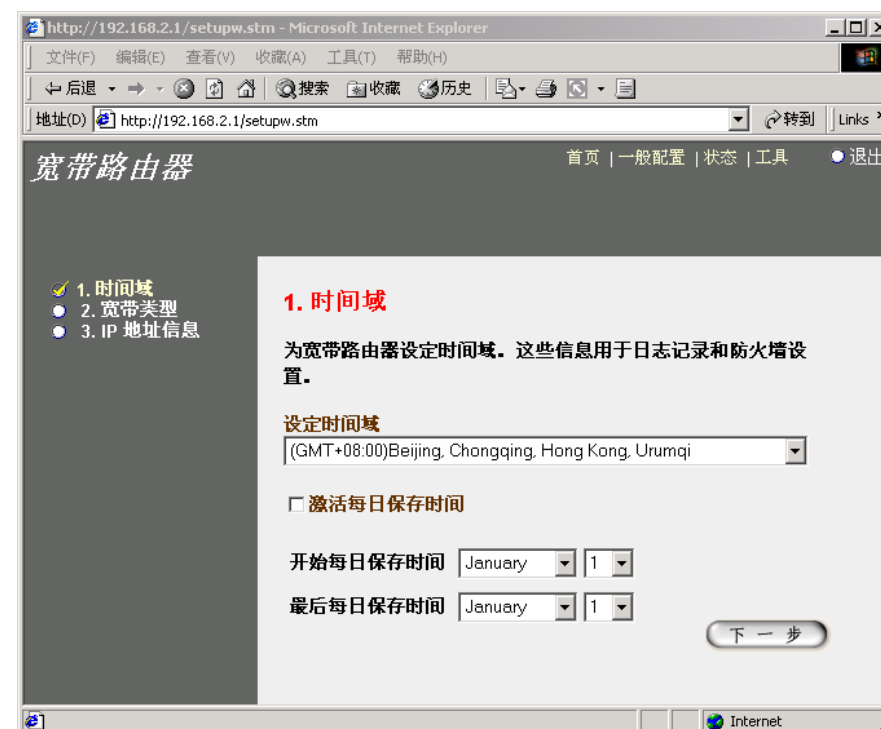 http://192.168.2.1/setupw.stm - Microsoft Internet Explorer
文件(F) 编辑(E) 查看(V) 收藏(A) 工具(T) 帮助(H)
后退 搜索 收藏 历史
地址(D) http://192.168.2.1/setupw.stm 转到 Links
宽带路由器
首页 | 一般配置 | 状态 | 工具 退出
1. 时间域
2. 宽带类型
3. IP 地址信息
1. 时间域
为宽带路由器设定时间域。这些信息用于日志记录和防火墙设
置。
设定时间域
(GMT+08:00)Beijing, Chongqing, Hong Kong, Urumqi
激活每日保存时间
开始每日保存时间 January 1
最后每日保存时间 January 1
下一步
Internet